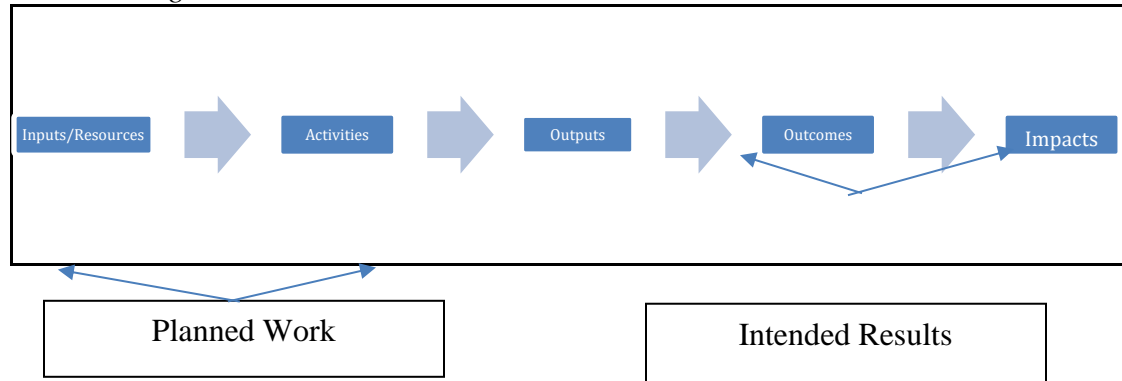 Inputs/Resources
Activities
Outputs
Outcomes
Impacts
Planned Work
Intended Results